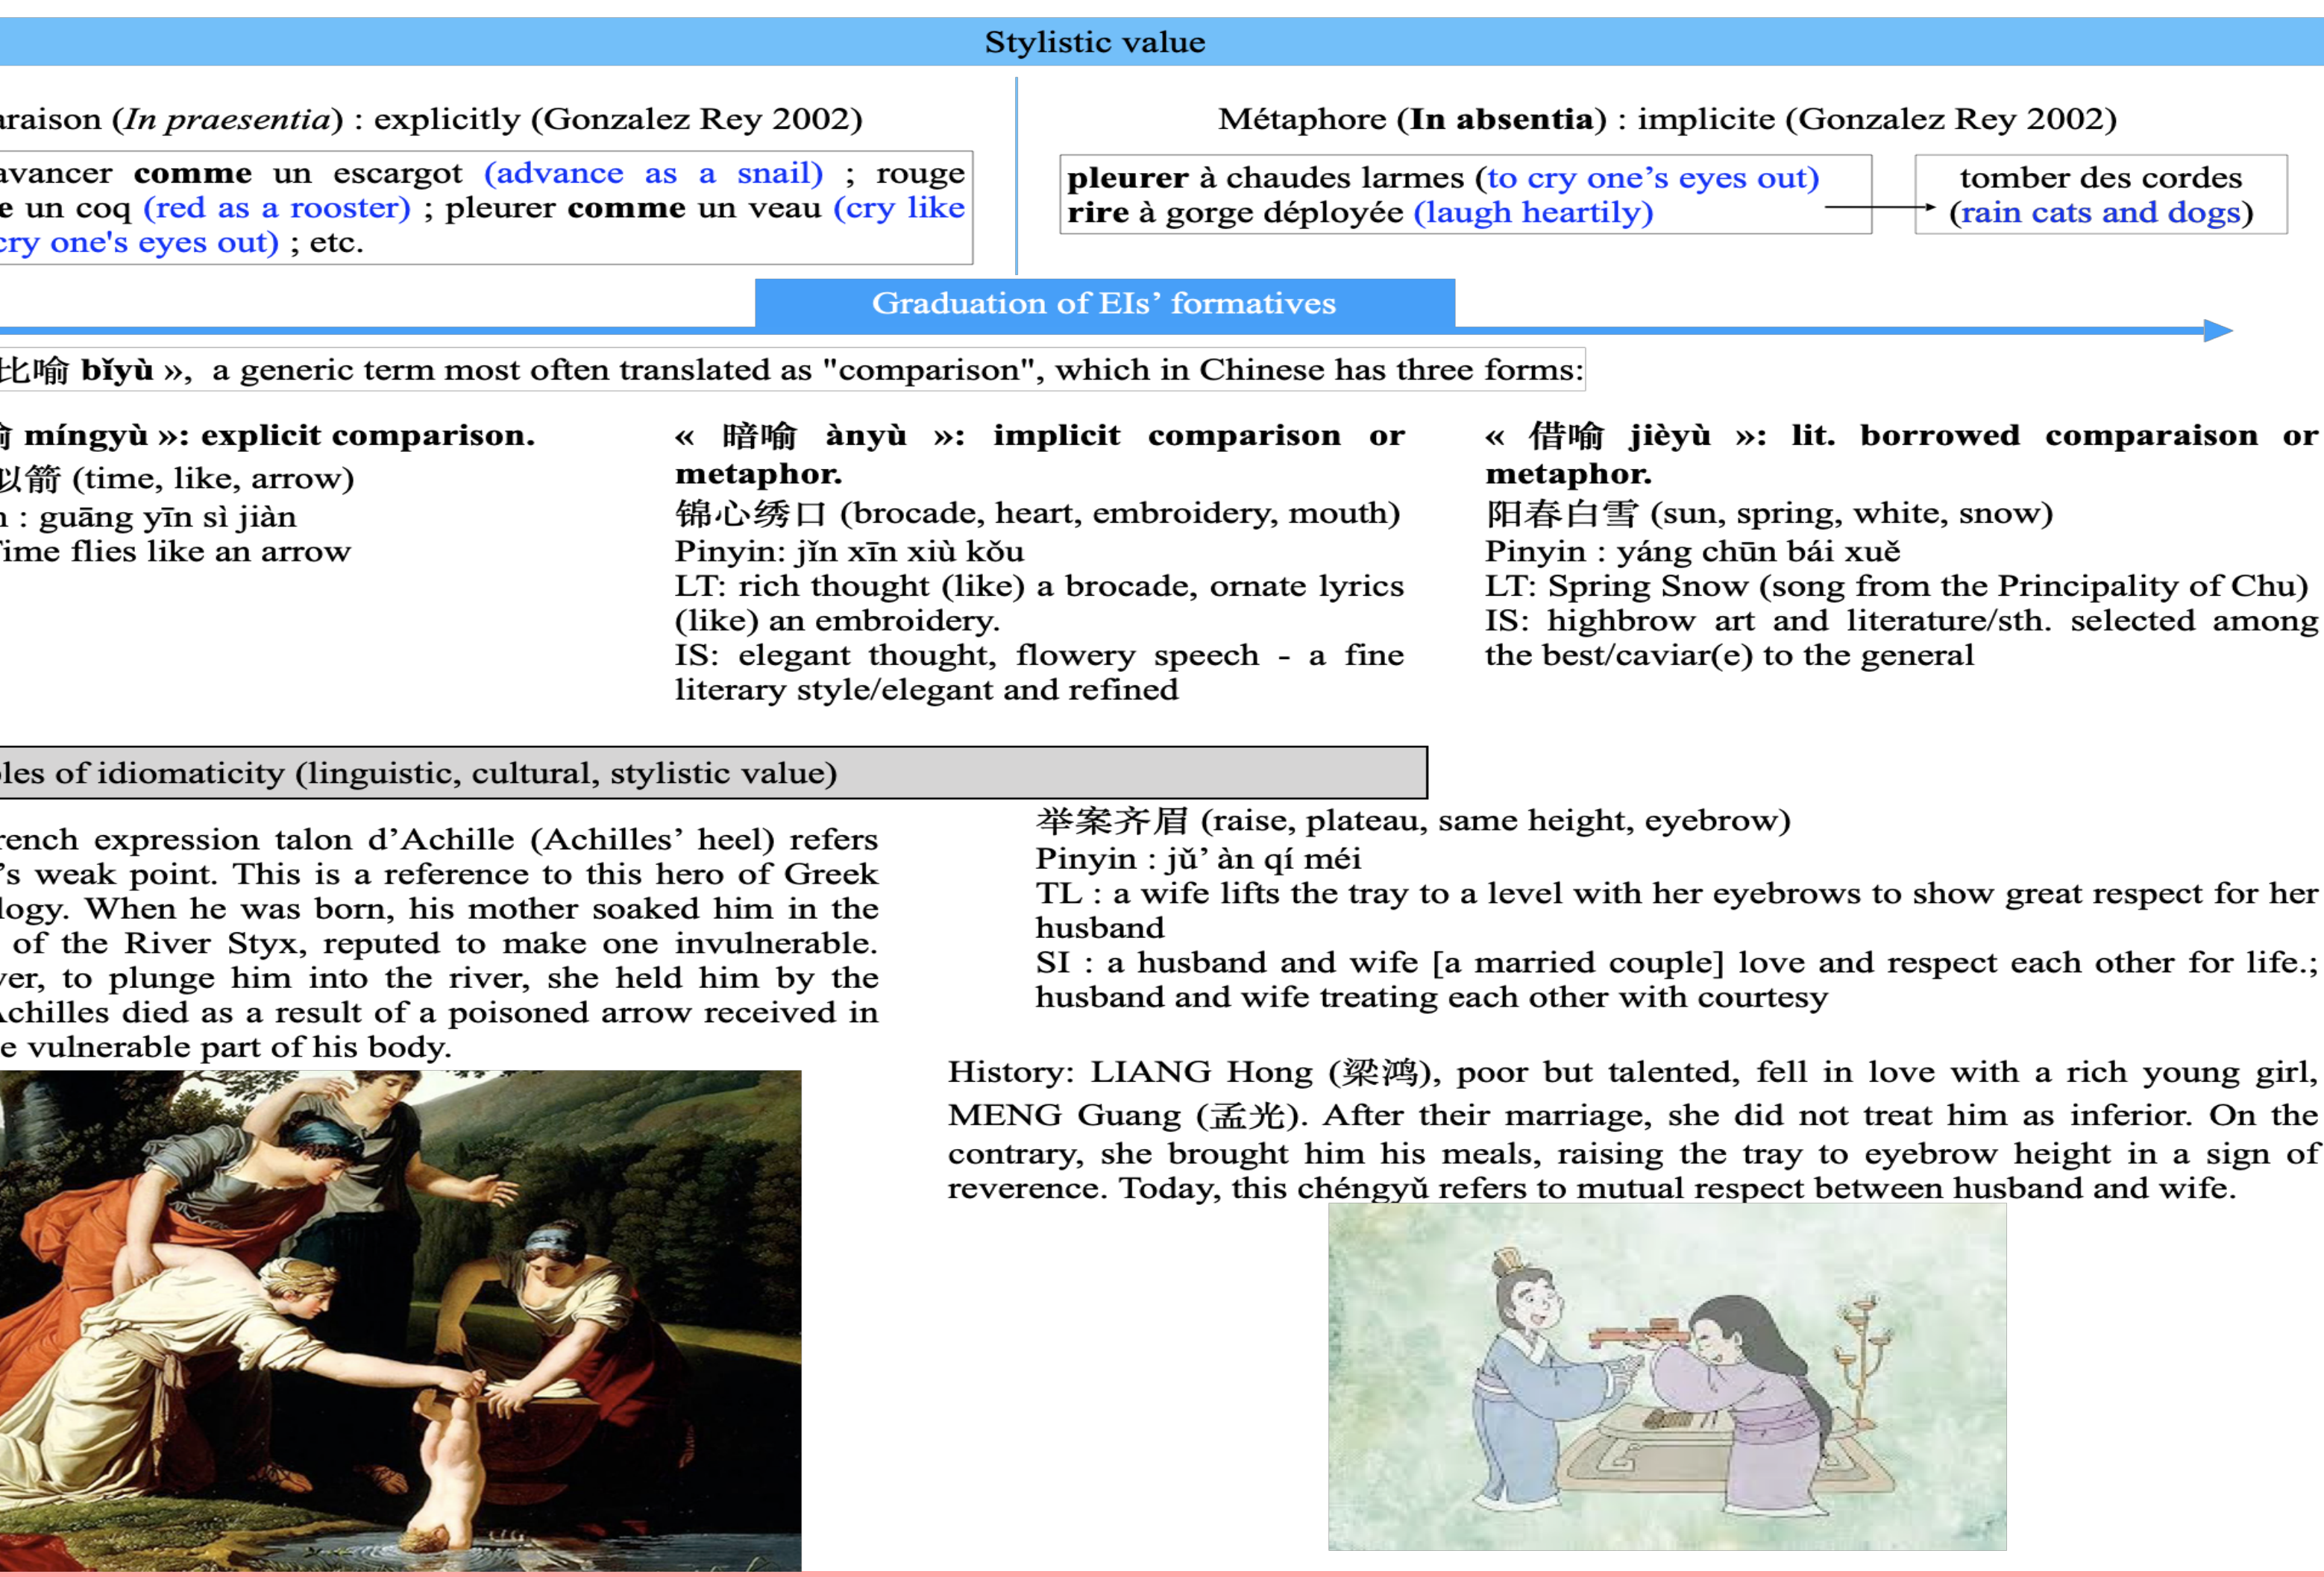 Stylistic value
araison (In praesentia) : explicitly (Gonzalez Rey 2002)
avancer comme un escargot (advance as a snail) ; rouge
e un coq (red as a rooster) ; pleurer comme un veau (cry like
cry one's eyes out) ; etc.
Métaphore (In absentia) : implicite (Gonzalez Rey 2002)
pleurer à chaudes larmes (to cry one’s eyes out)
rire à gorge déployée (laugh heartily)
tomber des cordes
(rain cats and dogs)
Graduation of EIs’ formatives
比喻 bǐyù », a generic term most often translated as "comparison", which in Chinese has three forms:
míngyù »: explicit comparison.
以箭 (time, like, arrow)
n : guāng yīn sì jiàn
Time flies like an arrow
« 暗喻 ànyù »: implicit comparison or
metaphor.
锦心绣口 (brocade, heart, embroidery, mouth)
Pinyin: jǐn xīn xiù kǒu
LT: rich thought (like) a brocade, ornate lyrics
(like) an embroidery.
IS: elegant thought, flowery speech - a fine
literary style/elegant and refined
« 借喻 jièyù »: lit. borrowed comparaison or
metaphor.
阳春白雪 (sun, spring, white, snow)
Pinyin : yáng chūn bái xuě
LT: Spring Snow (song from the Principality of Chu)
IS: highbrow art and literature/sth. selected among
the best/caviar(e) to the general
les of idiomaticity (linguistic, cultural, stylistic value)
rench expression talon d’Achille (Achilles’ heel) refers
’s weak point. This is a reference to this hero of Greek
logy. When he was born, his mother soaked him in the
of the River Styx, reputed to make one invulnerable.
ver, to plunge him into the river, she held him by the
Achilles died as a result of a poisoned arrow received in
e vulnerable part of his body.
举案齐眉 (raise, plateau, same height, eyebrow)
Pinyin : jǔ’ àn qí méi
TL : a wife lifts the tray to a level with her eyebrows to show great respect for her
husband
SI : a husband and wife [a married couple] love and respect each other for life.;
husband and wife treating each other with courtesy
History: LIANG Hong (梁鸿), poor but talented, fell in love with a rich young girl,
MENG Guang (孟光). After their marriage, she did not treat him as inferior. On the
contrary, she brought him his meals, raising the tray to eyebrow height in a sign of
reverence. Today, this chéngyǔ refers to mutual respect between husband and wife.